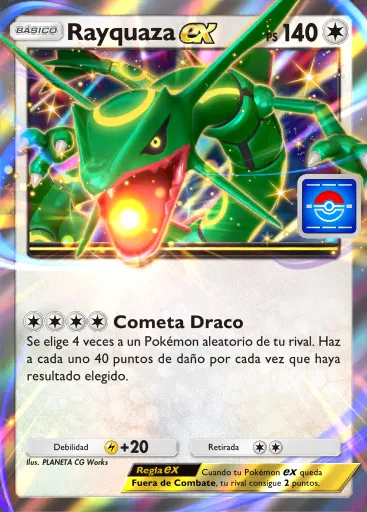 BÁSICO Rayquaza ex PS 140
Cometa Draco
Se elige 4 veces a un Pokémon aleatorio de tu rival. Haz
a cada uno 40 puntos de daño por cada vez que haya
resultado elegido.
Debilidad +20 Retirada
Ilus. PLANETA CG Works
Regla ex Cuando tu Pokémon ex queda
Fuera de Combate, tu rival consigue 2 puntos.